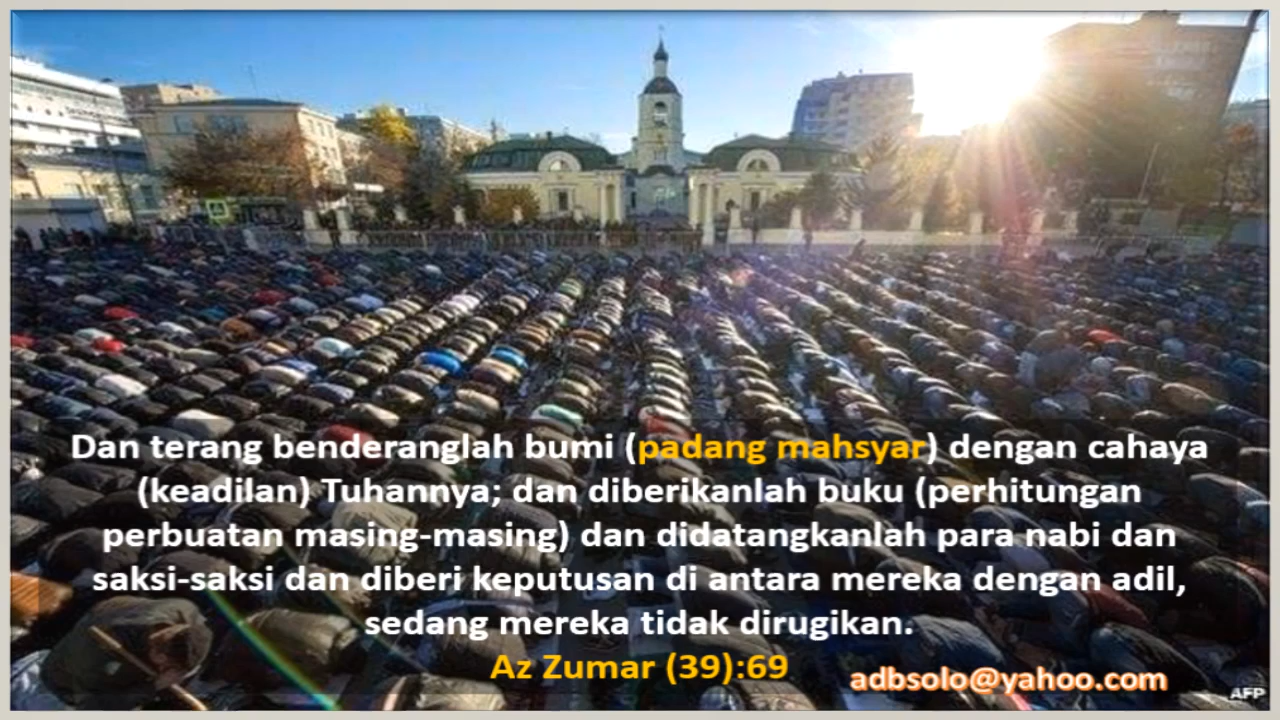 Dan terang benderanglah bumi (padang mahsyar) dengan cahaya
(keadilan) Tuhannya; dan diberikanlah buku (perhitungan
perbuatan masing-masing) dan didatangkanlah para nabi dan
saksi-saksi dan diberi keputusan di antara mereka dengan adil,
sedang mereka tidak dirugikan.
Az Zumar (39):69
adbsolo@yahoo.com
AFP